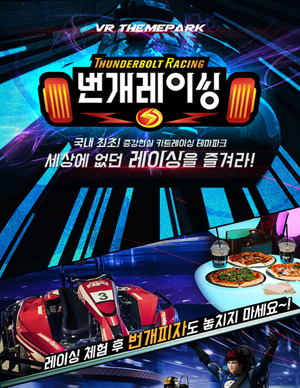 VR THEMEPARK
THUNDERBOLT RACING
번개레이싱
국내 최초! 증강현실 카트레이싱 테마파크
세상에 없던 레이싱을 즐겨라!
3
레이싱 체험 후 번개피자도 놓치지 마세요~!